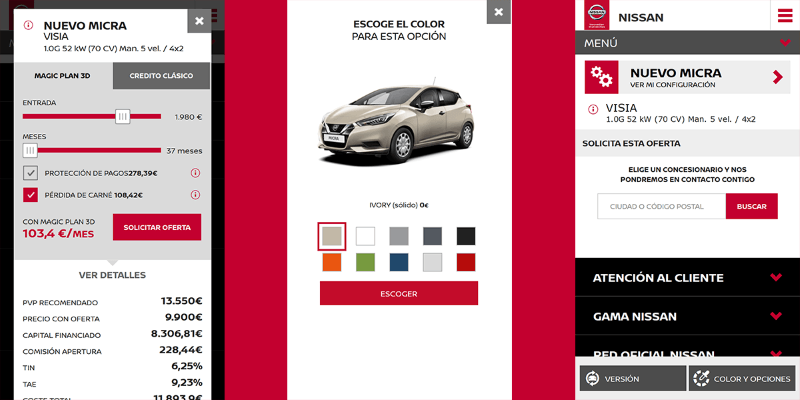 NUEVO MICRA
VISIA
1.0G 52 kW (70 CV) Man. 5 vel. / 4x2
MAGIC PLAN 3D
CREDITO CLÁSICO
ENTRADA
1.980 €
MESES
37 meses
PROTECCIÓN DE PAGOS278,39€
PÉRDIDA DE CARNÉ 108,42€
CON MAGIC PLAN 3D
103,4 €/MES
SOLICITAR OFERTA
VER DETALLES
PVP RECOMENDADO 13.550€
PRECIO CON OFERTA 9.900€
CAPITAL FINANCIADO 8.306,81€
COMISIÓN APERTURA 228,44€
TIN 6,25%
TAE 9,23%
COSTE TOTAL 11.893,9€
ESCOGE EL COLOR
PARA ESTA OPCIÓN
MICRA
IVORY (sólido) 0€
ESCOGER
NISSAN
NISSAN
MENÚ
NUEVO MICRA
VER MI CONFIGURACIÓN
VISIA
1.0G 52 kW (70 CV) Man. 5 vel. / 4x2
SOLICITA ESTA OFERTA
ELIGE UN CONCESIONARIO Y NOS
PONDREMOS EN CONTACTO CONTIGO
CIUDAD O CÓDIGO POSTAL
BUSCAR
ATENCIÓN AL CLIENTE
GAMA NISSAN
RED OFICIAL NISSAN
VERSIÓN
COLOR Y OPCIONES